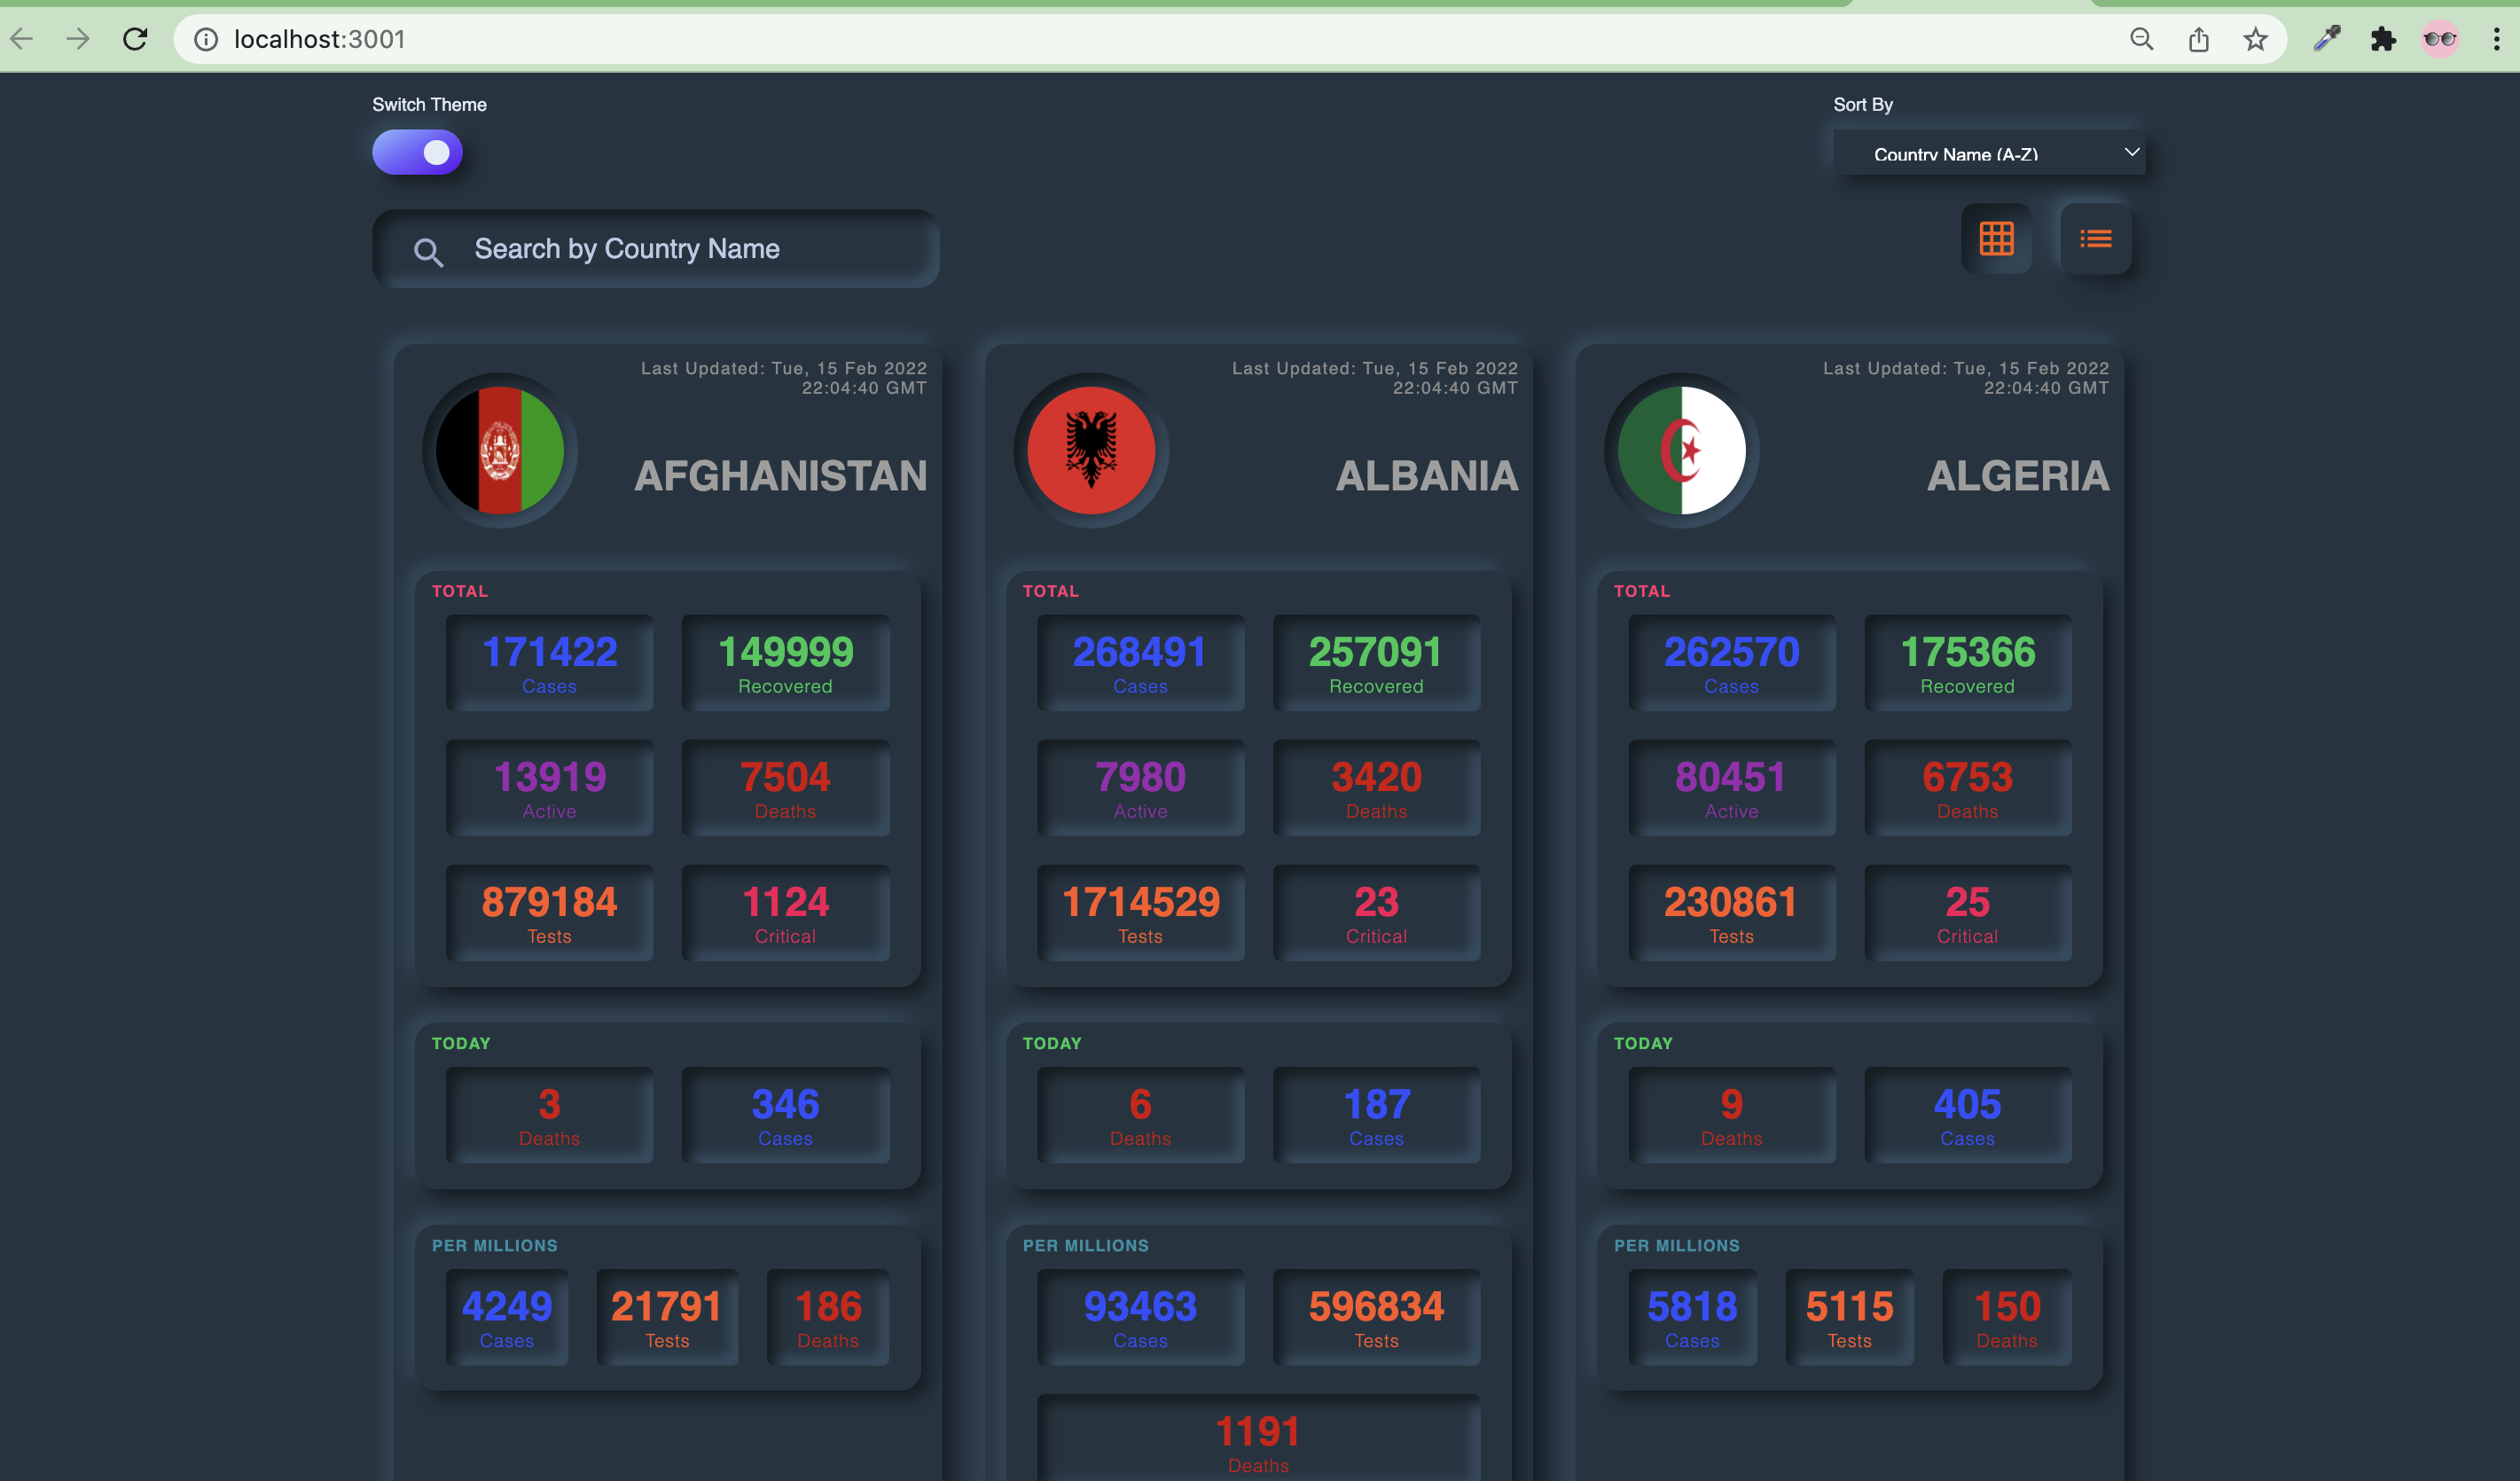 localhost:3001
Switch Theme
Sort By
Country Name (A-Z)
Search by Country Name
Last Updated: Tue, 15 Feb 2022
22:04:40 GMT
AFGHANISTAN
TOTAL
171422
Cases
149999
Recovered
13919
Active
7504
Deaths
879184
Tests
1124
Critical
TODAY
3
Deaths
346
Cases
PER MILLIONS
4249
Cases
21791
Tests
186
Deaths
Last Updated: Tue, 15 Feb 2022
22:04:40 GMT
ALBANIA
TOTAL
268491
Cases
257091
Recovered
7980
Active
3420
Deaths
1714529
Tests
23
Critical
TODAY
6
Deaths
187
Cases
PER MILLIONS
93463
Cases
596834
Tests
1191
Deaths
Last Updated: Tue, 15 Feb 2022
22:04:40 GMT
ALGERIA
TOTAL
262570
Cases
175366
Recovered
80451
Active
6753
Deaths
230861
Tests
25
Critical
TODAY
9
Deaths
405
Cases
PER MILLIONS
5818
Cases
5115
Tests
150
Deaths